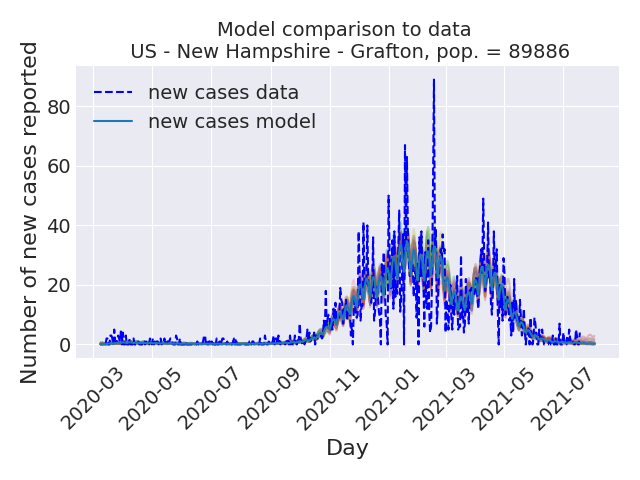 Model comparison to data
US - New Hampshire - Grafton, pop. = 89886
Number of new cases reported
80
60
40
20
0
new cases data
new cases model
2020-03
2020-05
2020-07
2020-09
2020-11
2021-01
2021-03
2021-05
2021-07
Day